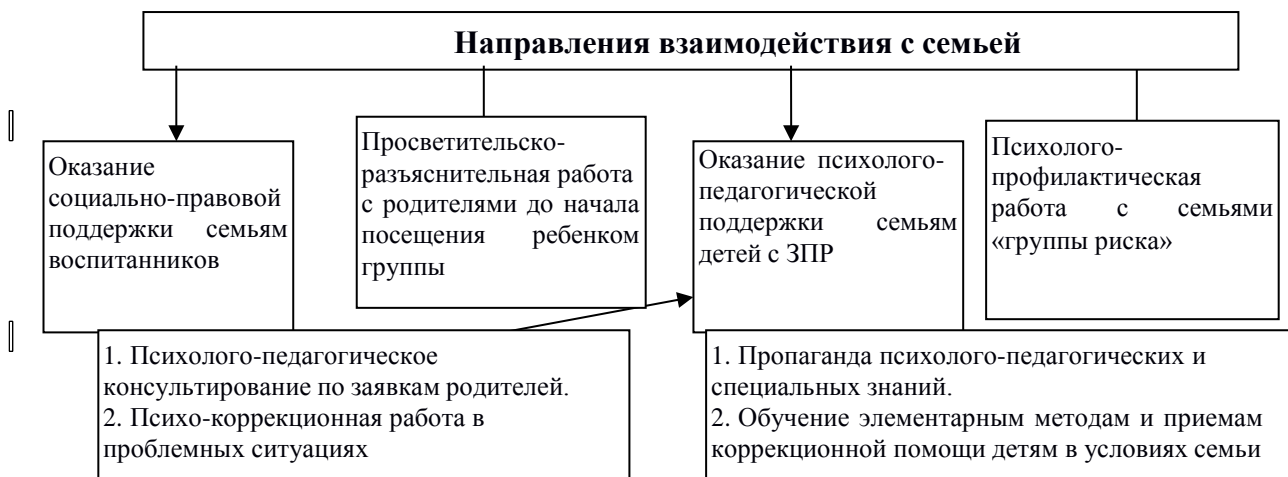 Направления взаимодействия с семьей
Оказание
социально-правовой
поддержки семьям
воспитанников
Просветительско-
разъяснительная работа
с родителями до начала
посещения ребенком
группы
Оказание психолого-
педагогической
поддержки семьям
детей с ЗПР
Психолого-
профилактическая
работа с семьями
«группы риска»
1. Психолого-педагогическое
консультирование по заявкам родителей.
2. Психо-коррекционная работа в
проблемных ситуациях
1. Пропаганда психолого-педагогических и
специальных знаний.
2. Обучение элементарным методам и приемам
коррекционной помощи детям в условиях семьи